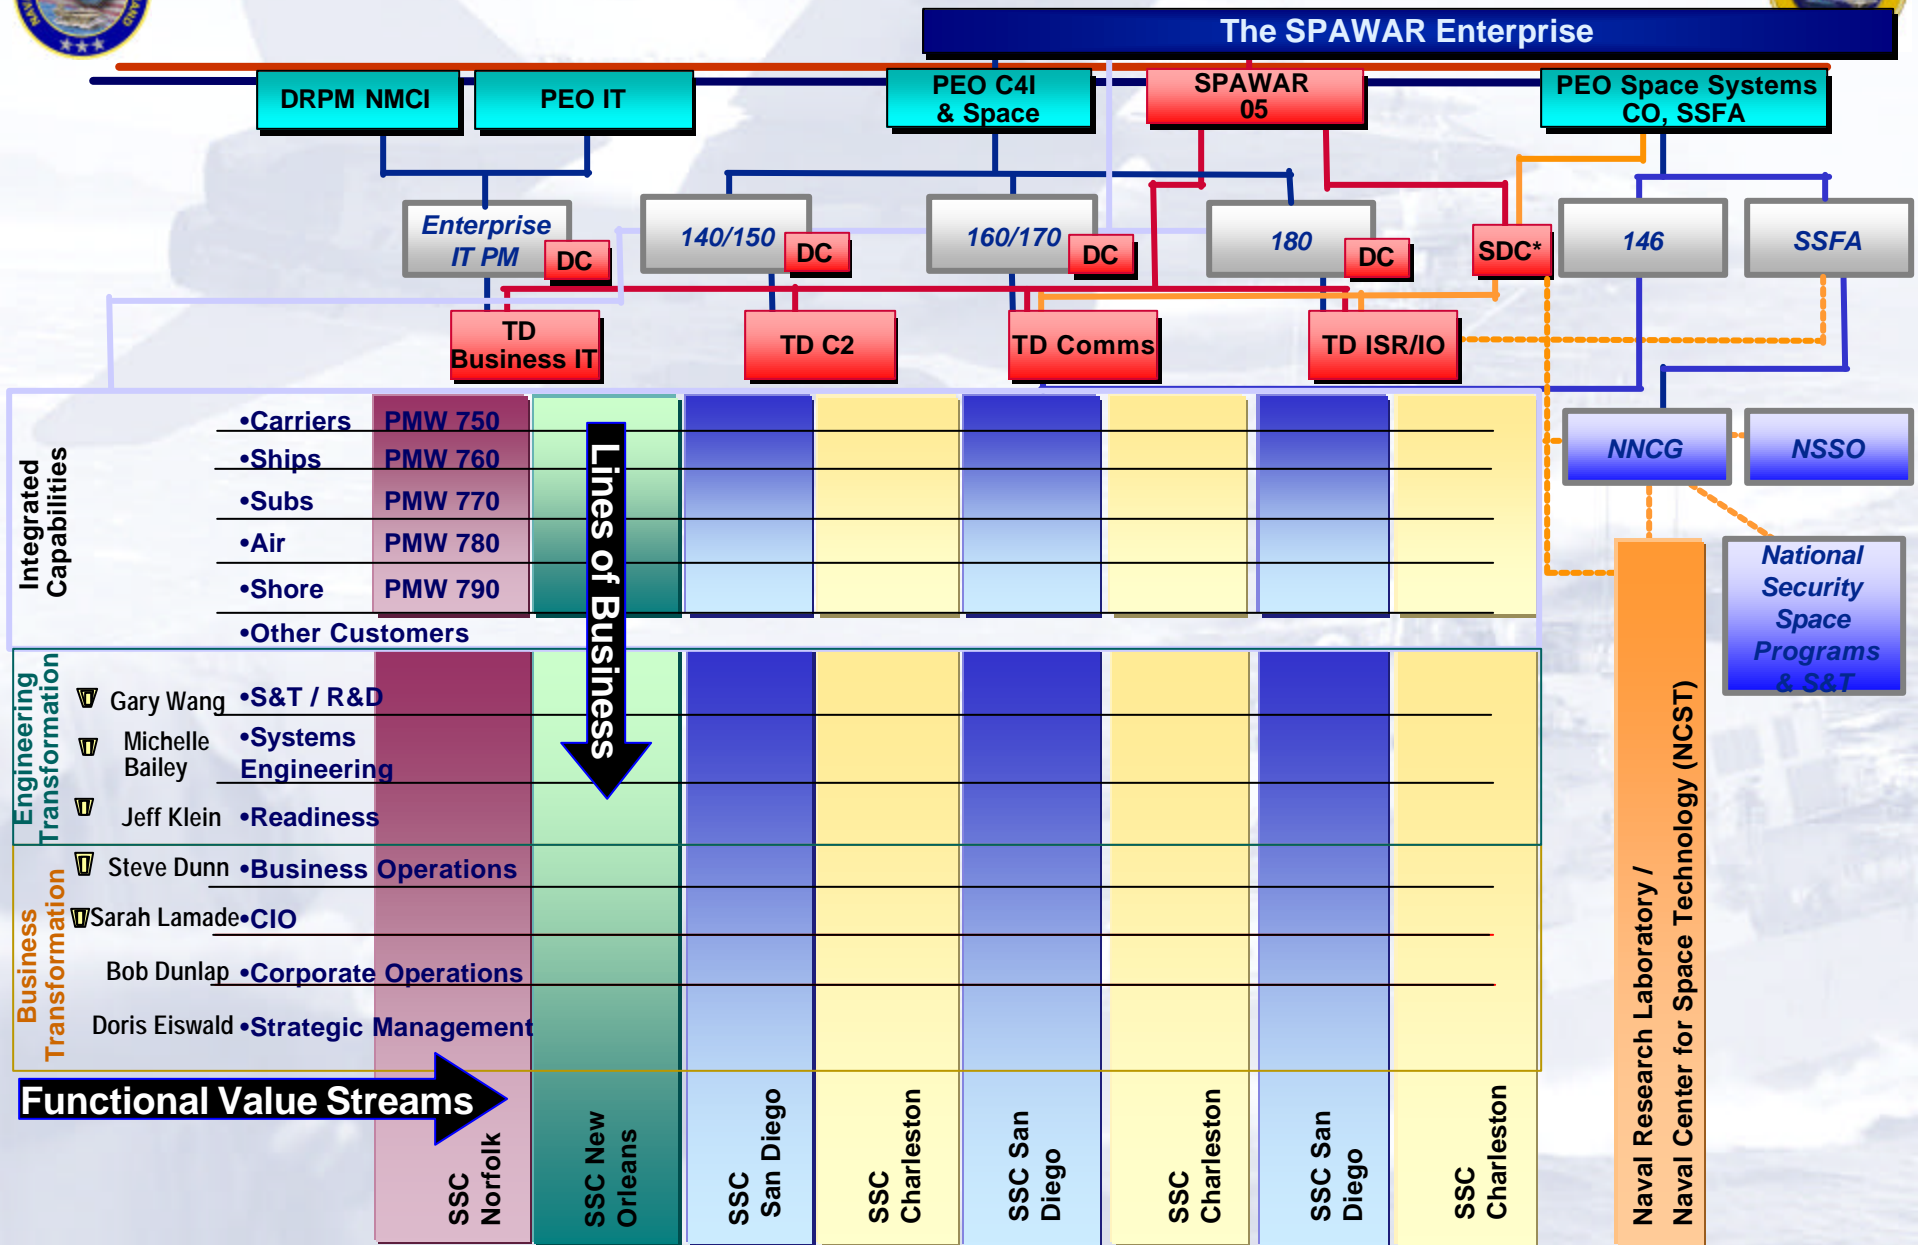 The SPAWAR Enterprise
DRPM NMCI
PEO IT
PEO C4I
& Space
SPAWAR
05
PEO Space Systems
CO, SSFA
Enterprise
IT PM
DC
140/150
DC
160/170
DC
180
DC
SDC*
146
SSFA
TD
Business IT
TD C2
TD Comms
TD ISR/IO
NNCG
NSSO
National
Security
Space
Programs
& S&T
Integrated
Capabilities
•Carriers PMW 750
•Ships PMW 760
•Subs PMW 770
•Air PMW 780
•Shore PMW 790
•Other Customers
Lines of Business
Engineering
Transformation
Gary Wang •S&T / R&D
Michelle
Bailey
•Systems
Engineering
Jeff Klein •Readiness
Business
Transformation
Steve Dunn •Business Operations
Sarah Lamade •CIO
Bob Dunlap •Corporate Operations
Doris Eiswald •Strategic Management
Functional Value Streams
SSC
Norfolk
SSC New
Orleans
SSC
San Diego
SSC
Charleston
SSC San
Diego
SSC
Charleston
SSC San
Diego
SSC
Charleston
Naval Research Laboratory /
Naval Center for Space Technology (NCST)